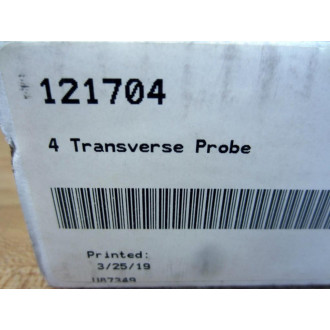 121704
4 Transverse Probe
Printed:
3/25/19